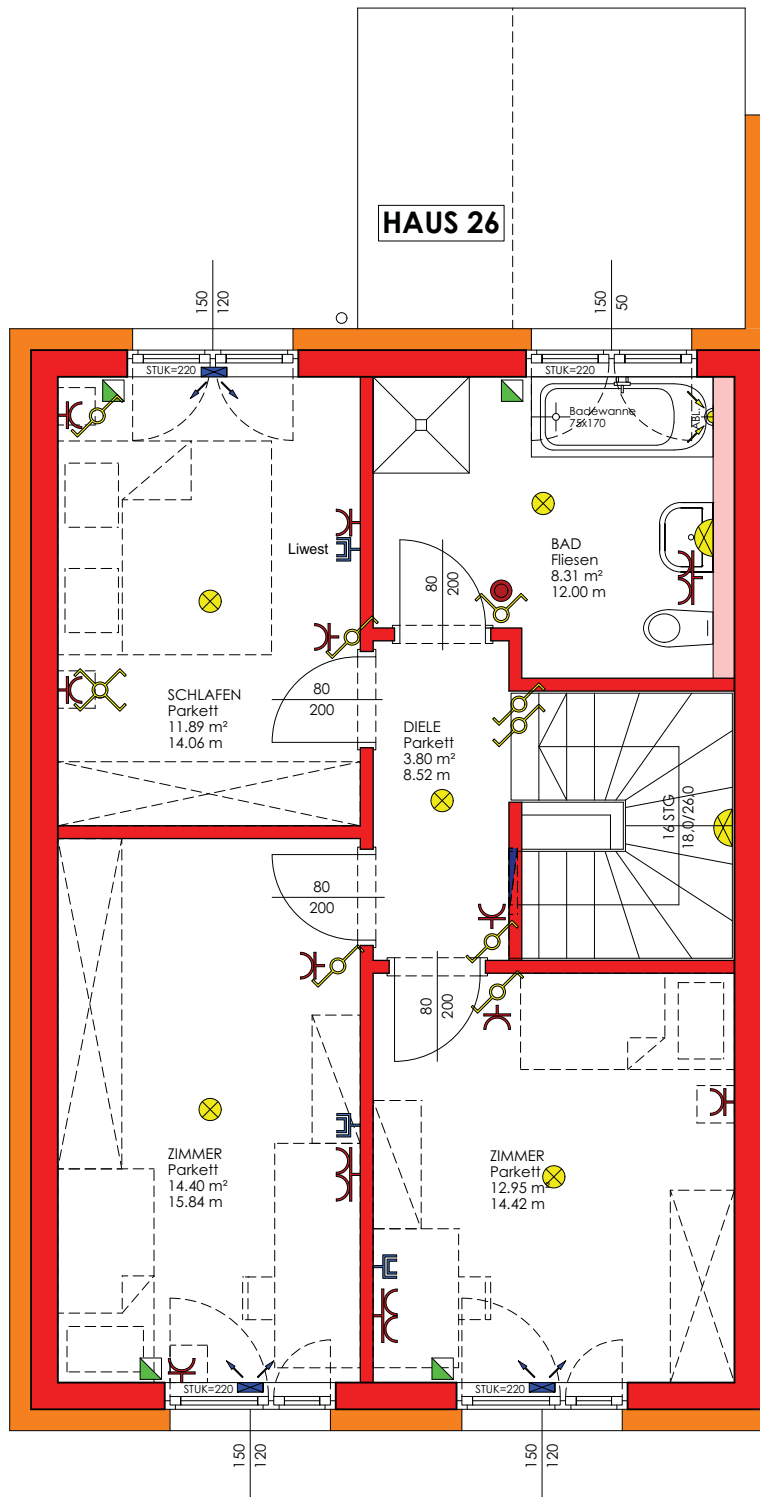 HAUS 26
150
120
150
50
STUK=220
STUK=220
Badewanne
75x170
ABL.
Liwest
BAD
Fliesen
8.31 m²
12.00 m
80
200
SCHLAFEN
Parkett
11.89 m²
14.06 m
80
200
DIELE
Parkett
3.80 m²
8.52 m
16 STG
18.0/26.0
80
200
80
200
ZIMMER
Parkett
14.40 m²
15.84 m
ZIMMER
Parkett
12.95 m²
14.42 m
STUK=220
STUK=220
150
120
150
120